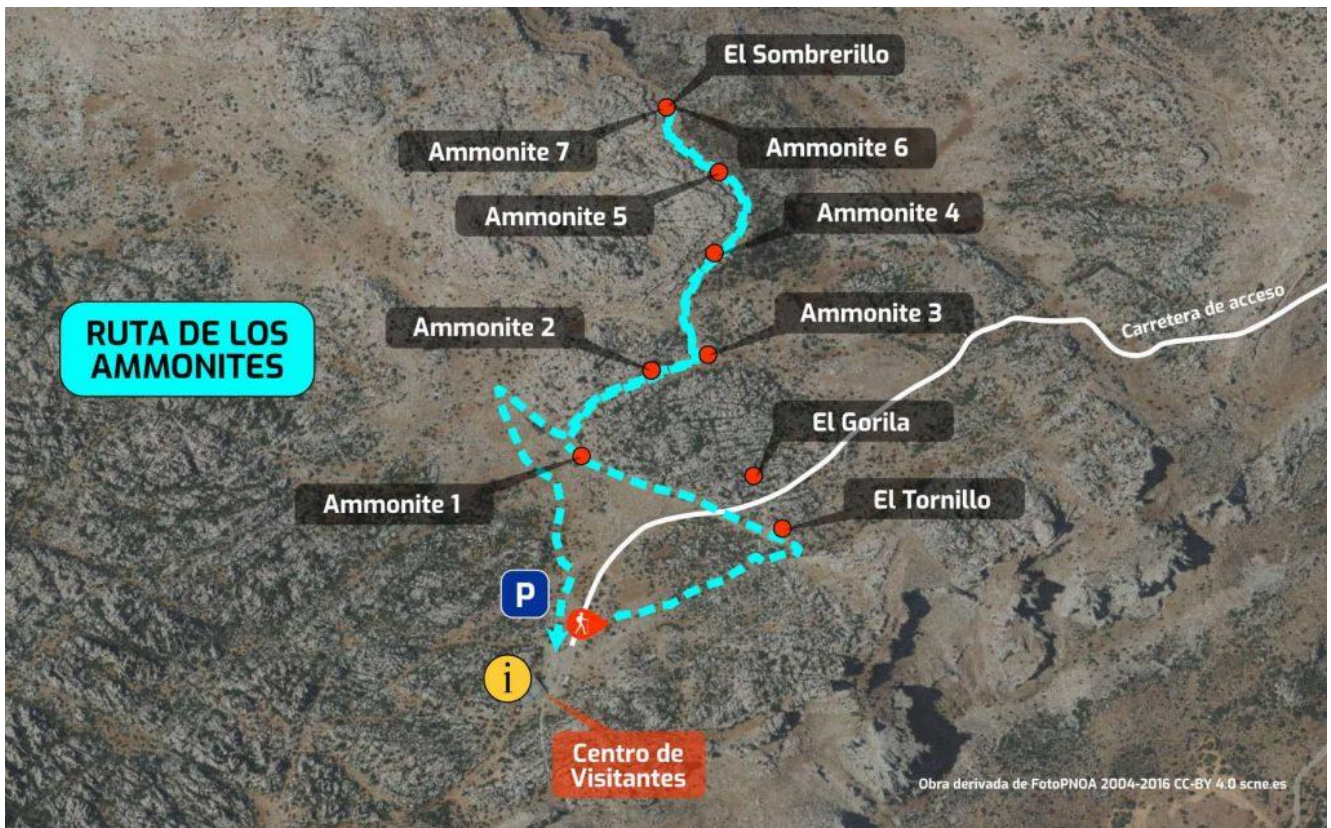 El Sombrerillo
Ammonite 7
Ammonite 6
Ammonite 5
Ammonite 4
RUTA DE LOS
AMMONITES
Ammonite 2
Ammonite 3
Carretera de acceso
El Gorila
Ammonite 1
El Tornillo
P
i
Centro de
Visitantes
Obra derivada de FotoPNOA 2004-2016 CC-BY 4.0 scne.es